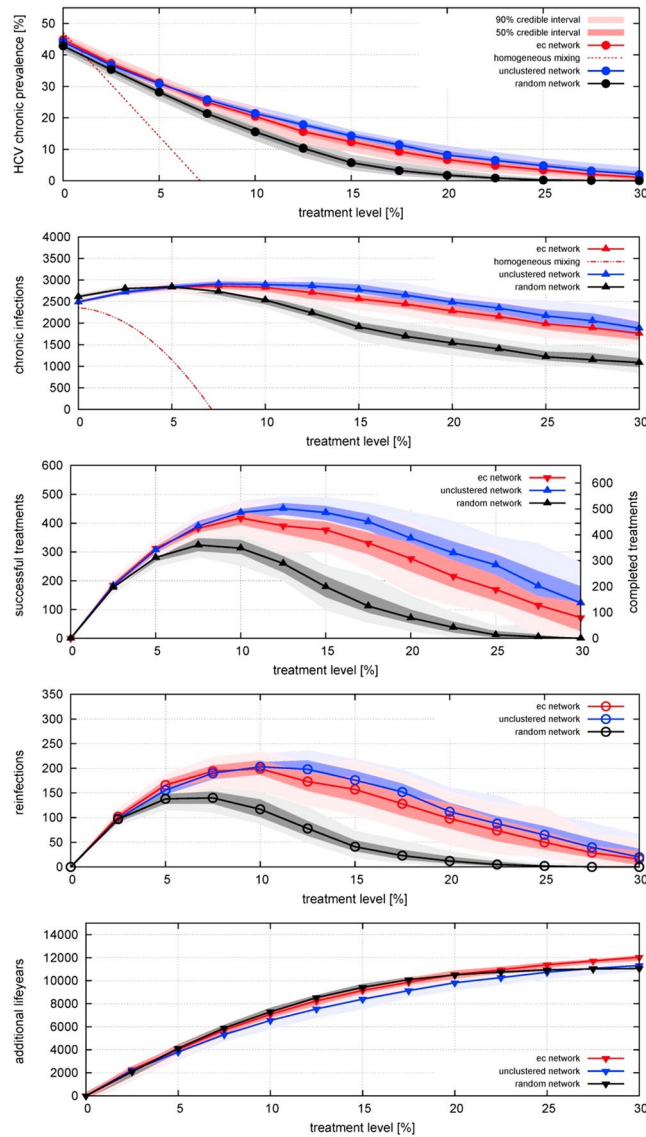 HCV chronic prevalence [%]
50
40
30
20
10
0
90% credible interval
50% credible interval
ec network
homogeneous mixing
unclustered network
random network
0 5 10 15 20 25 30
treatment level [%]
chronic infections
4000
3500
3000
2500
2000
1500
1000
500
0
ec network
homogeneous mixing
unclustered network
random network
0 5 10 15 20 25 30
treatment level [%]
successful treatments
600
500
400
300
200
100
0
ec network
unclustered network
random network
500
400
300
200
100
0
completed treatments
0 5 10 15 20 25 30
treatment level [%]
reinfections
350
300
250
200
150
100
50
0
ec network
unclustered network
random network
0 5 10 15 20 25 30
treatment level [%]
additional lifeyears
14000
12000
10000
8000
6000
4000
2000
0
ec network
unclustered network
random network
0 5 10 15 20 25 30
treatment level [%]